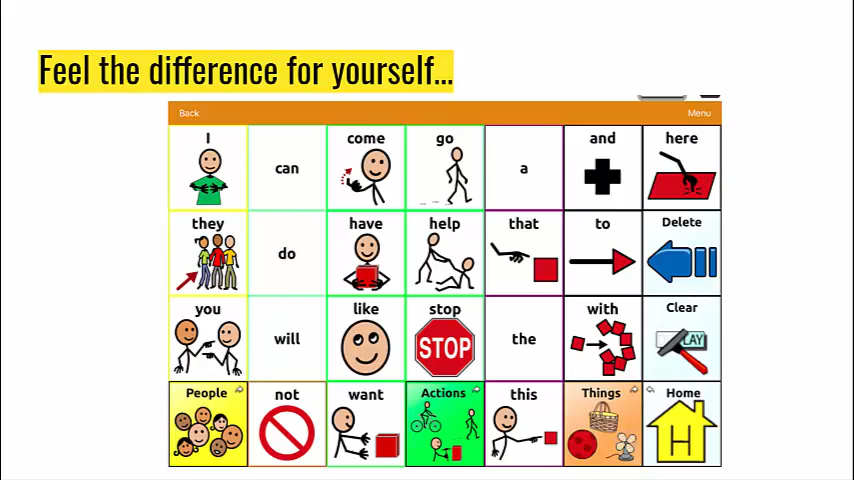 Feel the difference for yourself...
Back Menu
I can come go a and here
they do have help that to Delete
you will like stop the with Clear
STOP LAY
People not want Actions this Things Home
H